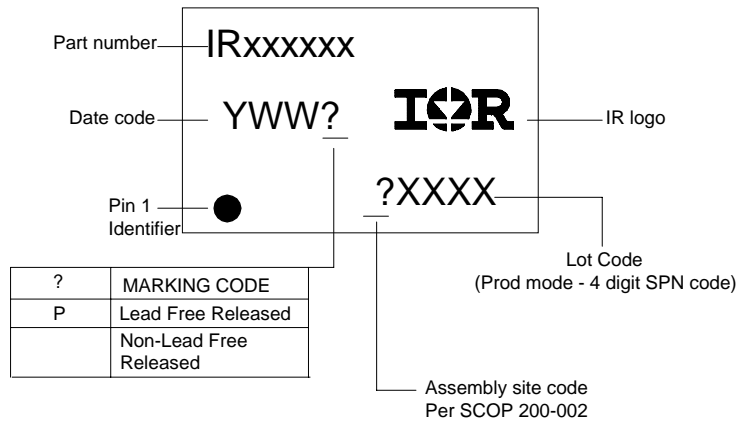 Part number
IRxxxxxx
Date code
YWW?
IOR
IR logo
?XXXX
Pin 1
Identifier
Lot Code
(Prod mode - 4 digit SPN code)
? MARKING CODE
P Lead Free Released
Non-Lead Free
Released
Assembly site code
Per SCOP 200-002